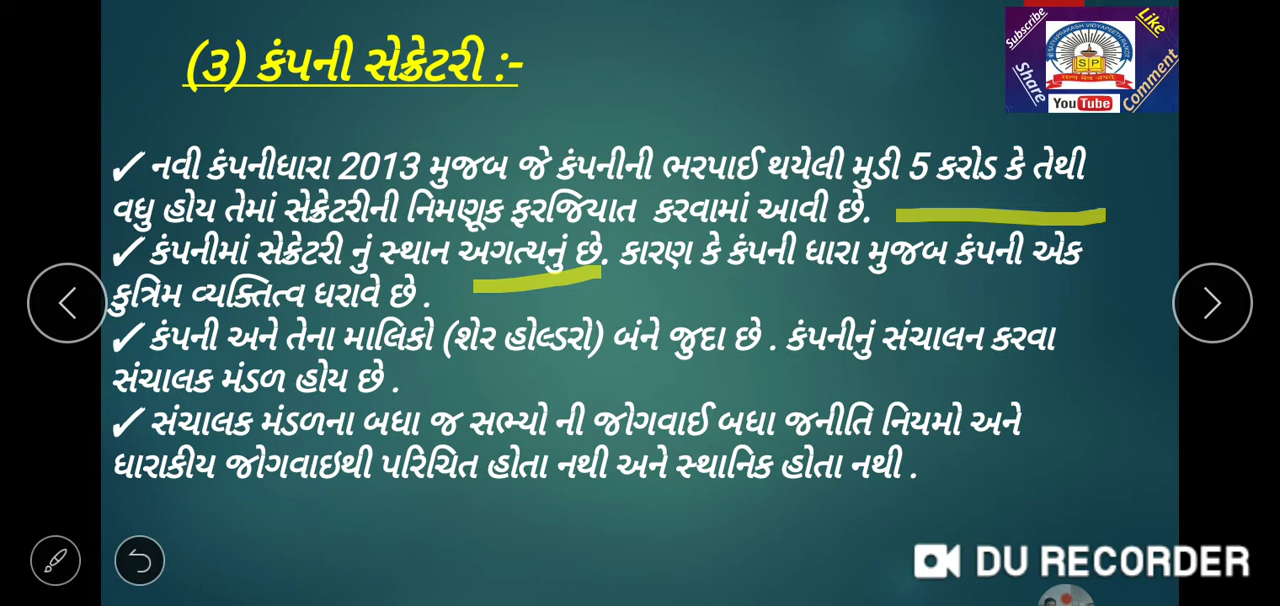 (૩) કંપની સેક્રેટરી :-
Subscribe
Like
Share
Comment
SP
YouTube
✓ નવી કંપનીધારા 2013 મુજબ જે કંપનીની ભરપાઈ થયેલી મુડી 5 કરોડ કે તેથી
વધુ હોય તેમાં સેક્રેટરીની નિમણૂક ફરજિયાત કરવામાં આવી છે.
✓ કંપનીમાં સેક્રેટરી નું સ્થાન અગત્યનું છે. કારણ કે કંપની ધારા મુજબ કંપની એક
કુત્રિમ વ્યક્તિત્વ ધરાવે છે .
✓ કંપની અને તેના માલિકો (શેર હોલ્ડરો) બંને જુદા છે . કંપનીનું સંચાલન કરવા
સંચાલક મંડળ હોય છે .
✓ સંચાલક મંડળના બધા જ સભ્યો ની જોગવાઈ બધા જનીતિ નિયમો અને
ધારાકીય જોગવાઇથી પરિચિત હોતા નથી અને સ્થાનિક હોતા નથી .
DU RECORDER